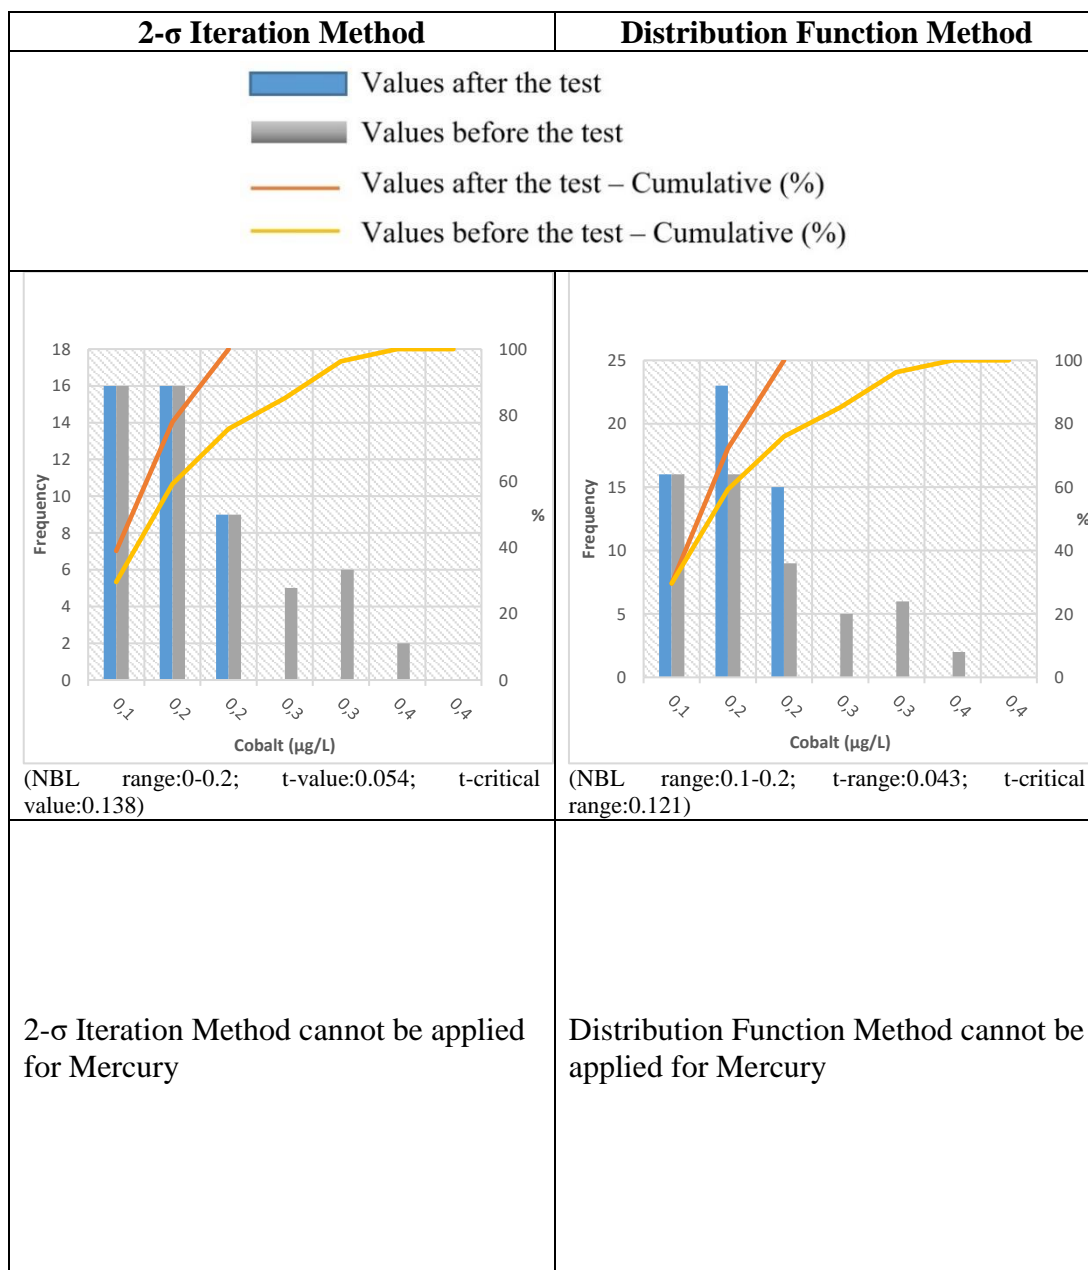 2-σ Iteration Method
Distribution Function Method
Values after the test
Values before the test
Values after the test – Cumulative (%)
Values before the test – Cumulative (%)
18
16
14
12
10
8
6
4
2
0
Frequency
100
80
60
40
20
0
%
0,1 0,2 0,2 0,3 0,3 0,4 0,4
Cobalt (µg/L)
(NBL range:0-0.2; t-value:0.054; t-critical
value:0.138)
25
20
15
10
5
0
Frequency
100
80
60
40
20
0
%
0,1 0,2 0,2 0,3 0,3 0,4 0,4
Cobalt (µg/L)
(NBL range:0.1-0.2; t-range:0.043; t-critical
range:0.121)
2-σ Iteration Method cannot be applied
for Mercury
Distribution Function Method cannot be
applied for Mercury